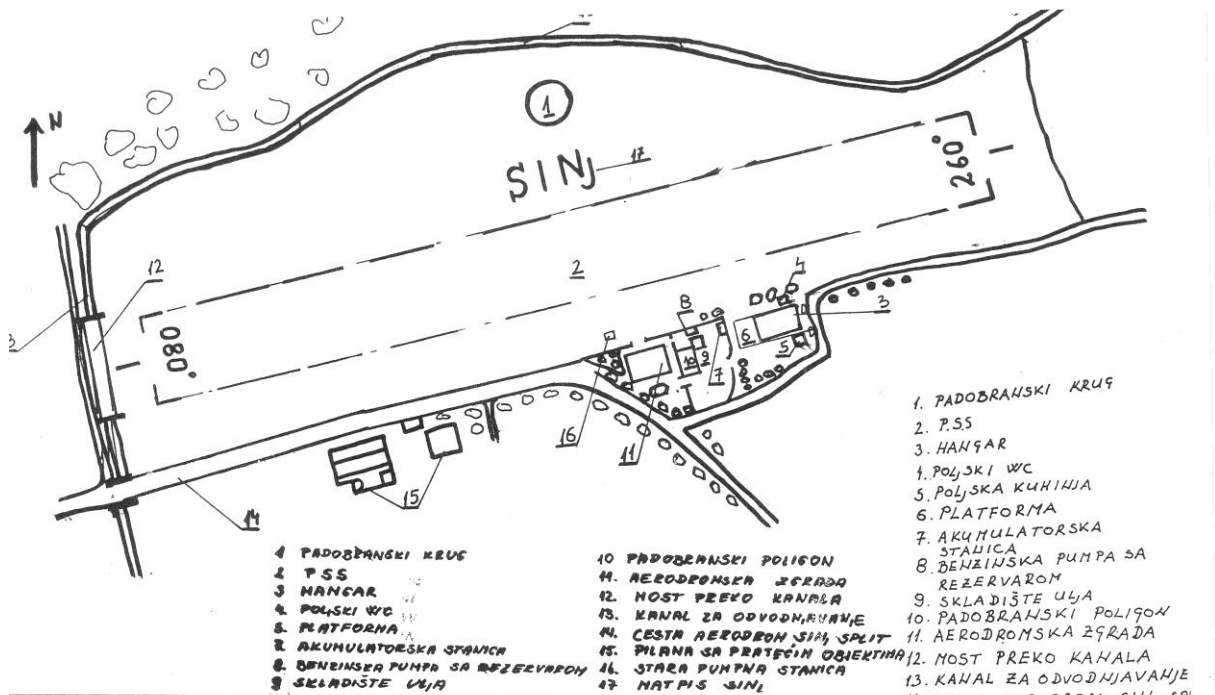 N
1
SINJ
17
260°
12
2
4
8
3
080°
6
10
9
5
7
16
11
15
14
1. PADOBRANSKI KRUG
2. P.S.S
3. HANGAR
4. POLJSKI WC
5. POLJSKA KUHINJA
6. PLATFORMA
7. AKUMULATORSKA
STANICA
8. BENZINSKA PUMPA SA
REZERVAROM
9. SKLADIŠTE ULJA
10. PADOBRANSKI POLIGON
11. AERODROMSKA ZGRADA
12. MOST PREKO KANALA
13. KANAL ZA ODVODNJAVANJE
1 PADOBRANSKI KRUG
2 PSS
3 HANGAR
4. POLJSKI WC
5. PLATFORMA
7. AKUMULATORSKA STANICA
8. BENZINSKA PUMPA SA REZERVAROM
9 SKLADIŠTE ULJA
10 PADOBRANSKI POLIGON
11. AERODROMSKA ZGRADA
12. MOST PREKO KANALA
13. KANAL ZA ODVODNJAVANJE
14. CESTA AERODROM SINJ, SPLIT
15. PILANA SA PRATEĆIM OBJEKTIMA
16. STARA PUMPNA STANICA
17 NATPIS SINJ